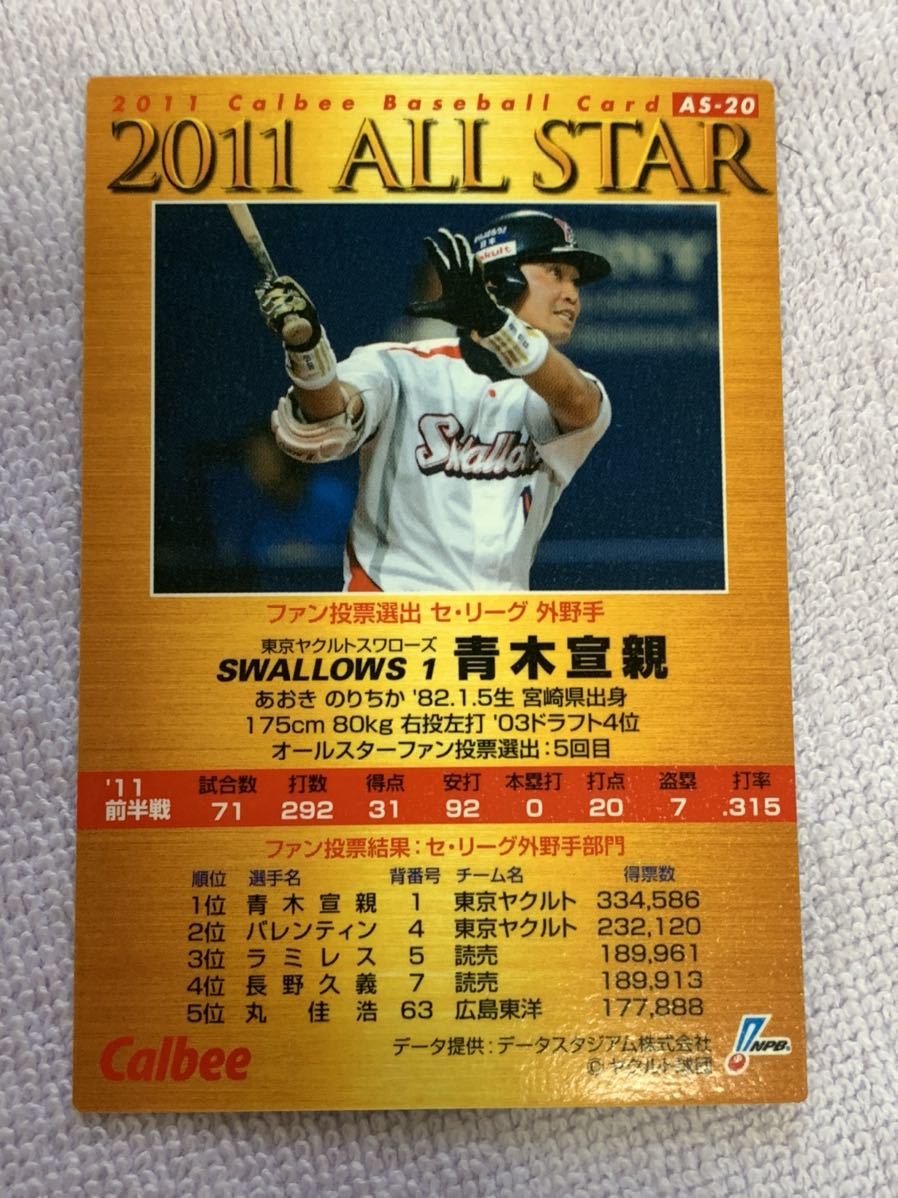 2011 Calbee Baseball Card AS-20
2011 ALL STAR
がんばろう!
日本
akult
Swallow
1
ファン投票選出 セ・リーグ 外野手
東京ヤクルトスワローズ
SWALLOWS 1 青木宣親
あおき のりちか '82.1.5生 宮崎県出身
175cm 80kg 右投左打 '03ドラフト4位
オールスターファン投票選出:5回目
'11 試合数 打数 得点 安打 本塁打 打点 盗塁 打率
前半戦 71 292 31 92 0 20 7 .315
ファン投票結果:セ・リーグ外野手部門
順位 選手名 背番号 チーム名 得票数
1位 青木宣親 1 東京ヤクルト 334,586
2位 バレンティン 4 東京ヤクルト 232,120
3位 ラミレス 5 読売 189,961
4位 長野久義 7 読売 189,913
5位 丸 佳浩 63 広島東洋 177,888
Calbee
データ提供:データスタジアム株式会社
© ヤクルト球団
NPB